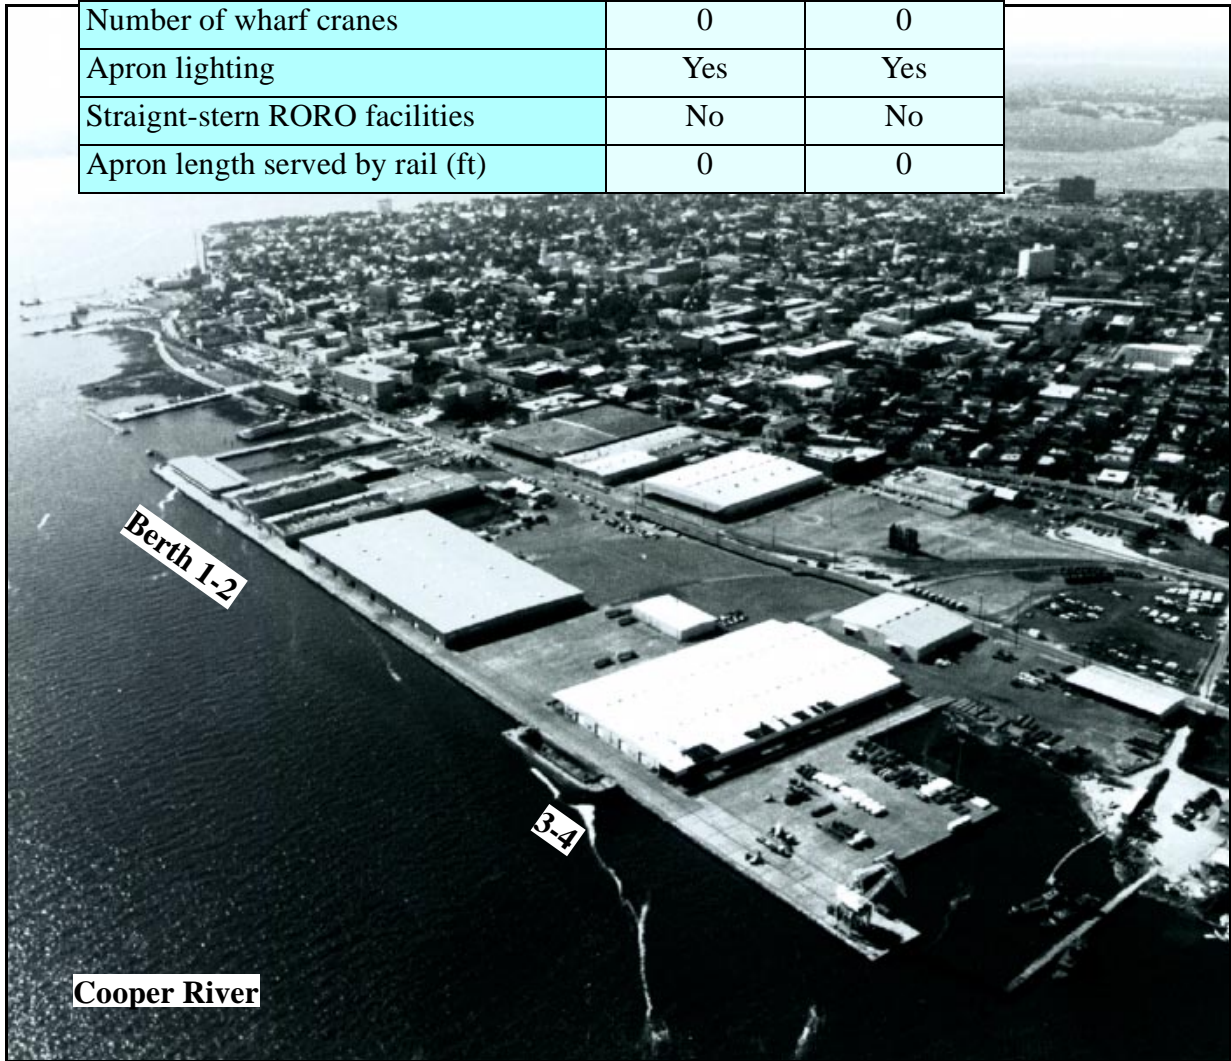 Number of wharf cranes 0 0
Apron lighting Yes Yes
Straignt-stern RORO facilities No No
Apron length served by rail (ft) 0 0
Berth 1-2
3-4
Cooper River